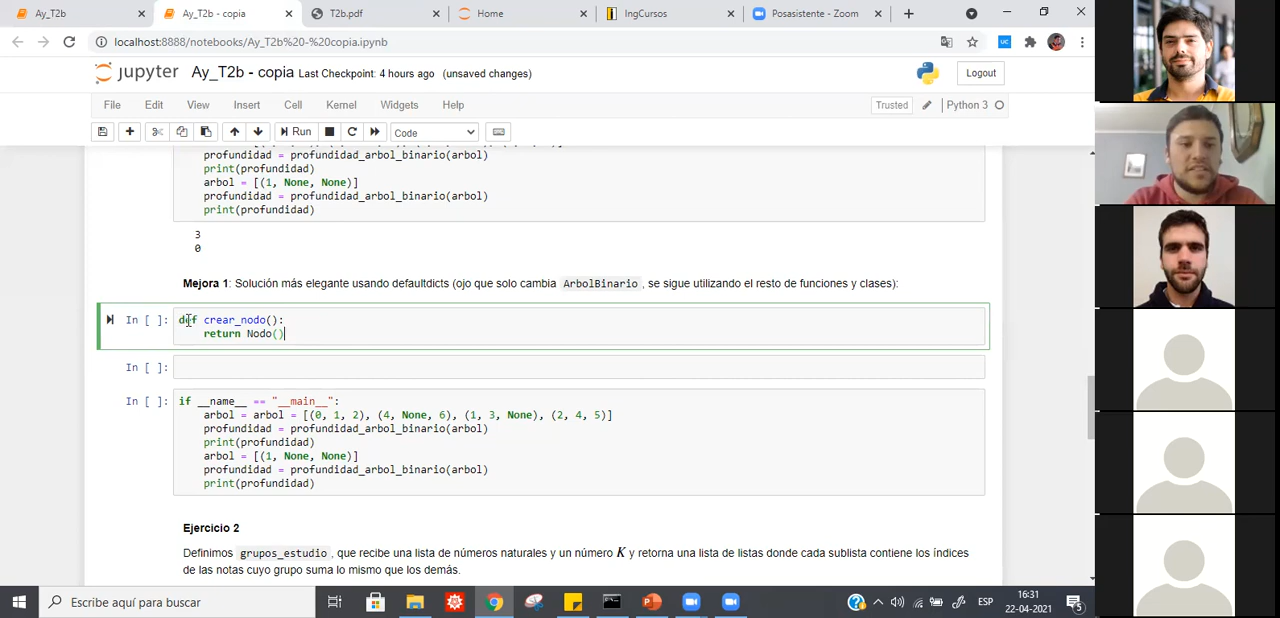 Ay_T2b
Ay_T2b - copia
T2b.pdf
Home
IngCursos
Posasistente - Zoom
localhost:8888/notebooks/Ay_T2b%20-%20copia.ipynb
jupyter Ay_T2b - copia Last Checkpoint: 4 hours ago (unsaved changes)
Logout
File Edit View Insert Cell Kernel Widgets Help
Trusted
Python 3
Run
Code
profundidad = profundidad_arbol_binario(arbol)
print(profundidad)
arbol = [(1, None, None)]
profundidad = profundidad_arbol_binario(arbol)
print(profundidad)
3
0
Mejora 1: Solución más elegante usando defaultdicts (ojo que solo cambia ArbolBinario , se sigue utilizando el resto de funciones y clases):
In [ ]: def crear_nodo():
return Nodo()
In [ ]:
In [ ]: if __name__ == "__main__":
arbol = arbol = [(0, 1, 2), (4, None, 6), (1, 3, None), (2, 4, 5)]
profundidad = profundidad_arbol_binario(arbol)
print(profundidad)
arbol = [(1, None, None)]
profundidad = profundidad_arbol_binario(arbol)
print(profundidad)
Ejercicio 2
Definimos grupos_estudio , que recibe una lista de números naturales y un número K y retorna una lista de listas donde cada sublista contiene los índices
de las notas cuyo grupo suma lo mismo que los demás.
Escribe aquí para buscar
ESP
16:31
22-04-2021
5